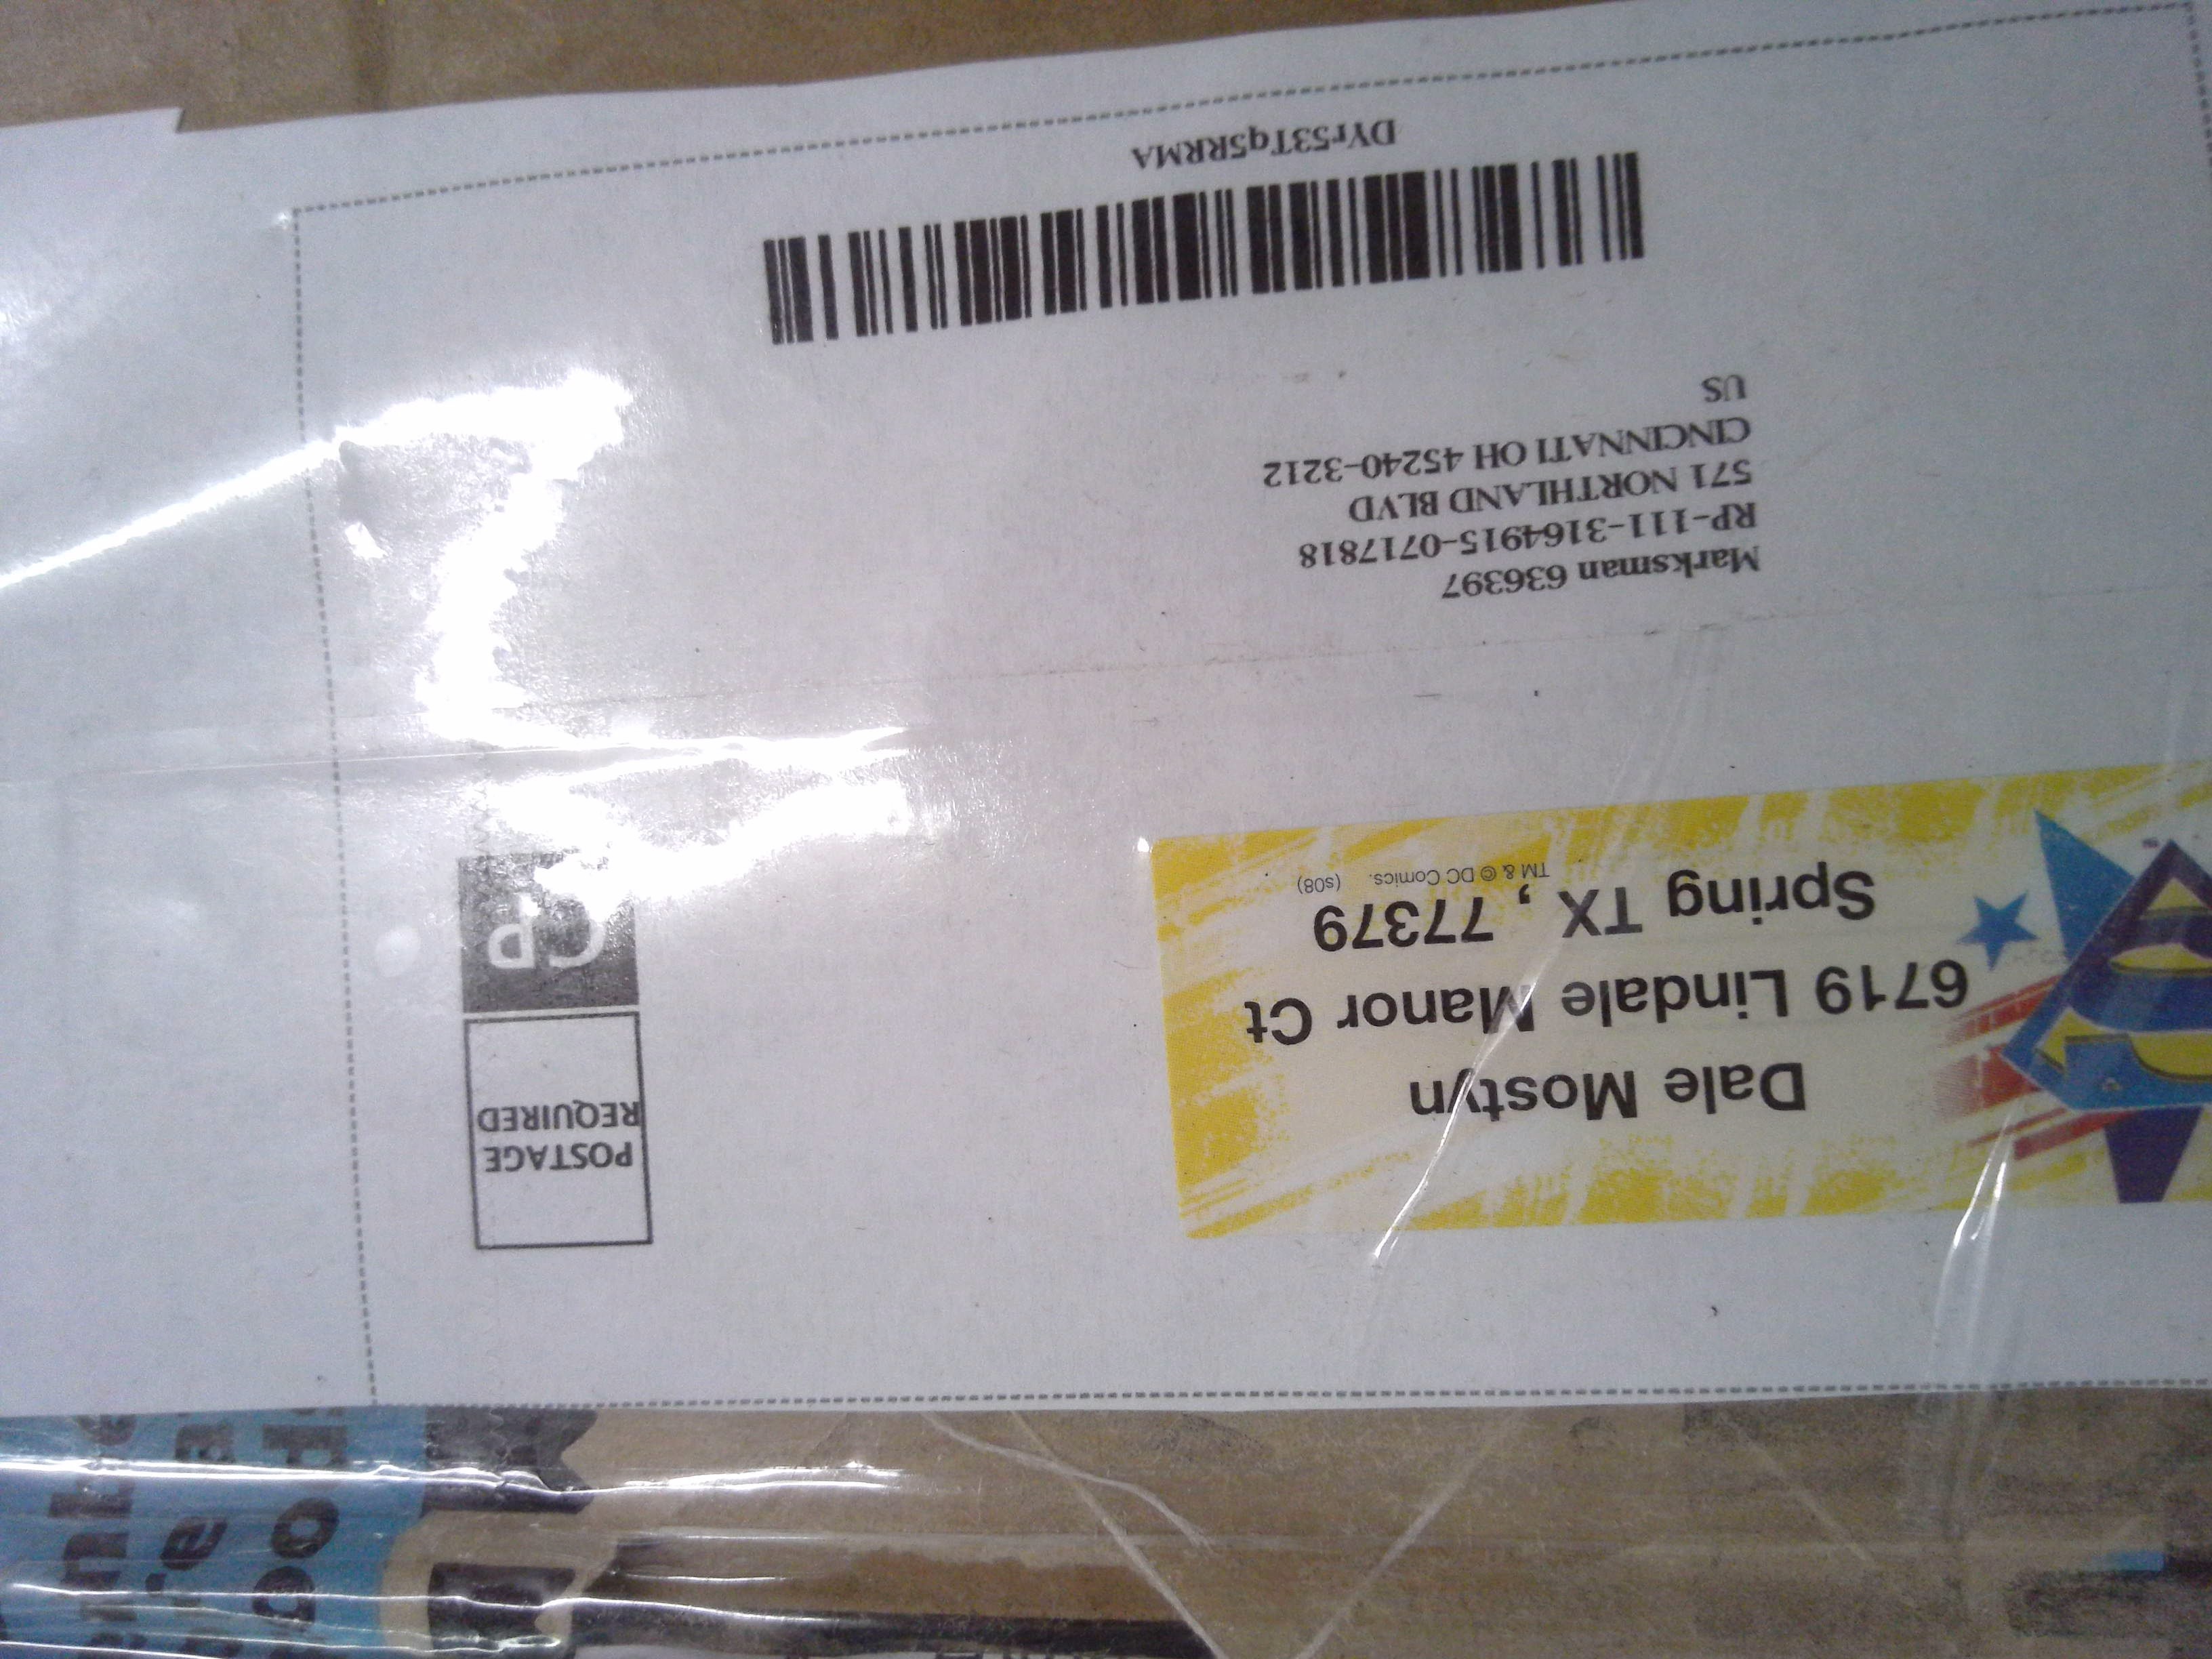 Dale Mostyn
6719 Lindale Manor Ct
Spring TX , 77379
TM & © DC Comics. (s08)
POSTAGE
REQUIRED
CP
Marksman 636397
RP-111-3164915-0717818
571 NORTHLAND BLVD
CINCINNATI OH 45240-3212
US
DYr53Tq5RRMA